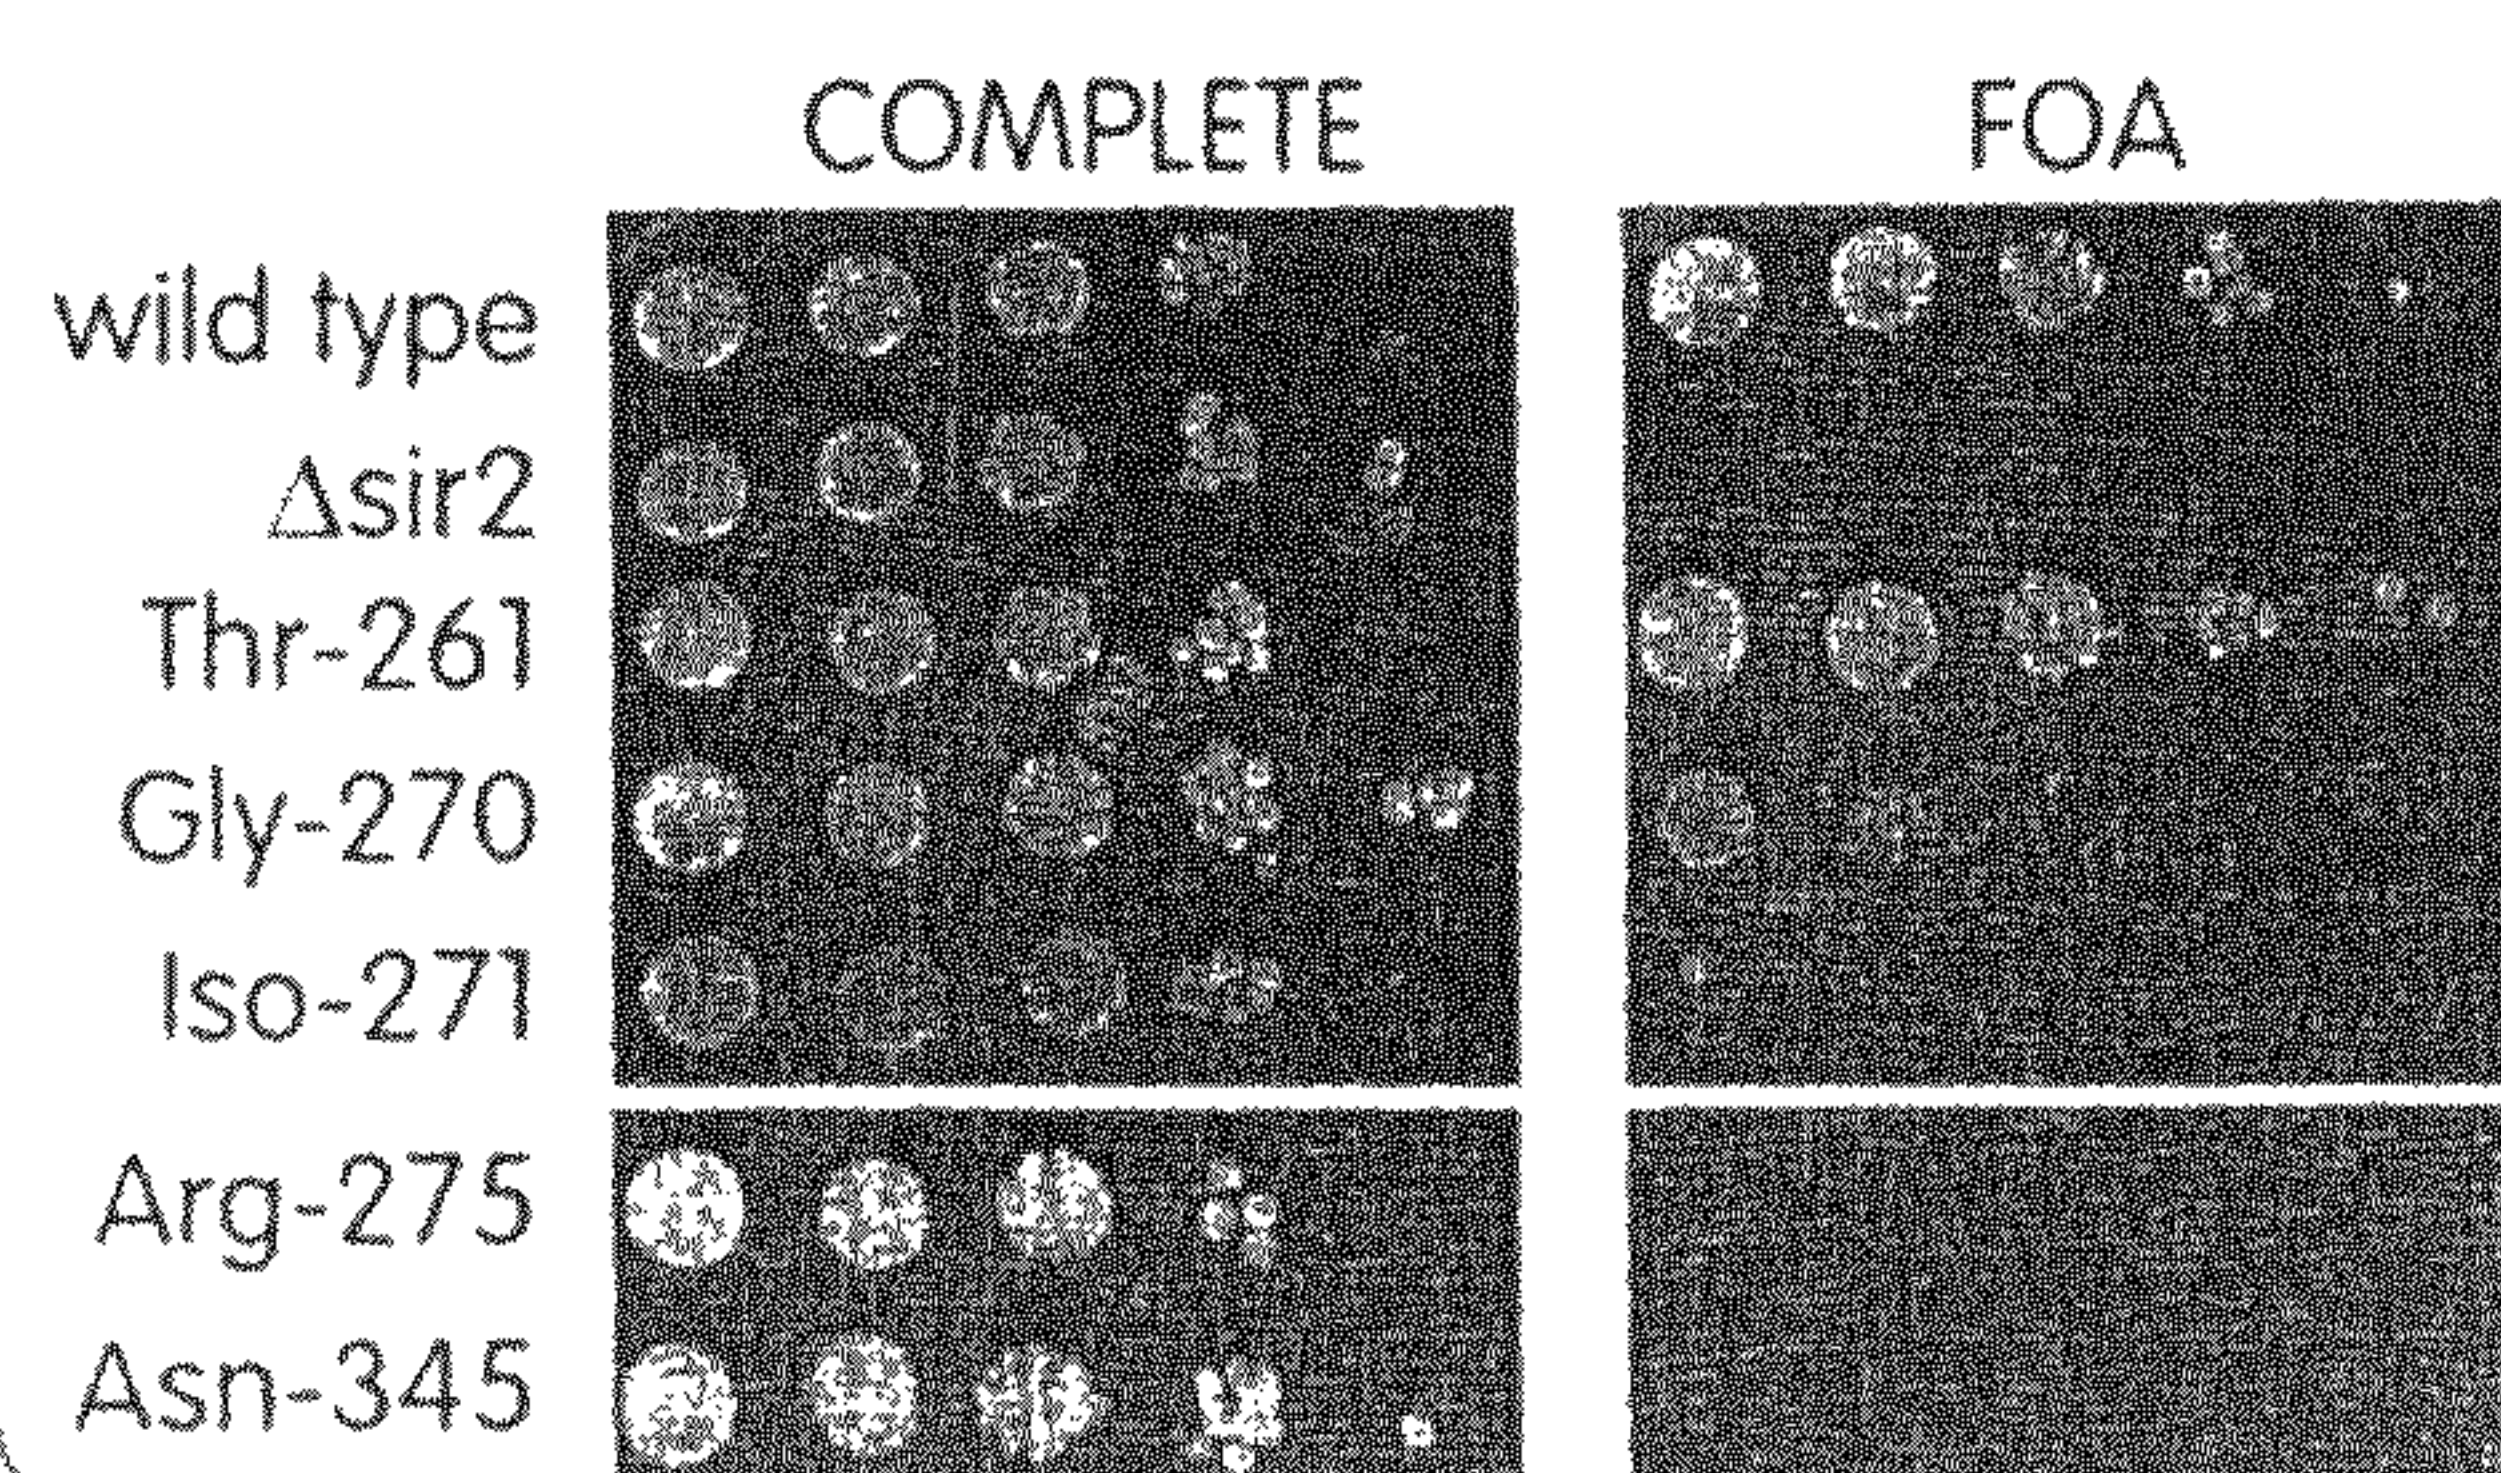 COMPLETE FOA
wild type
Δsir2
Thr-261
Gly-270
Iso-271
Arg-275
Asn-345